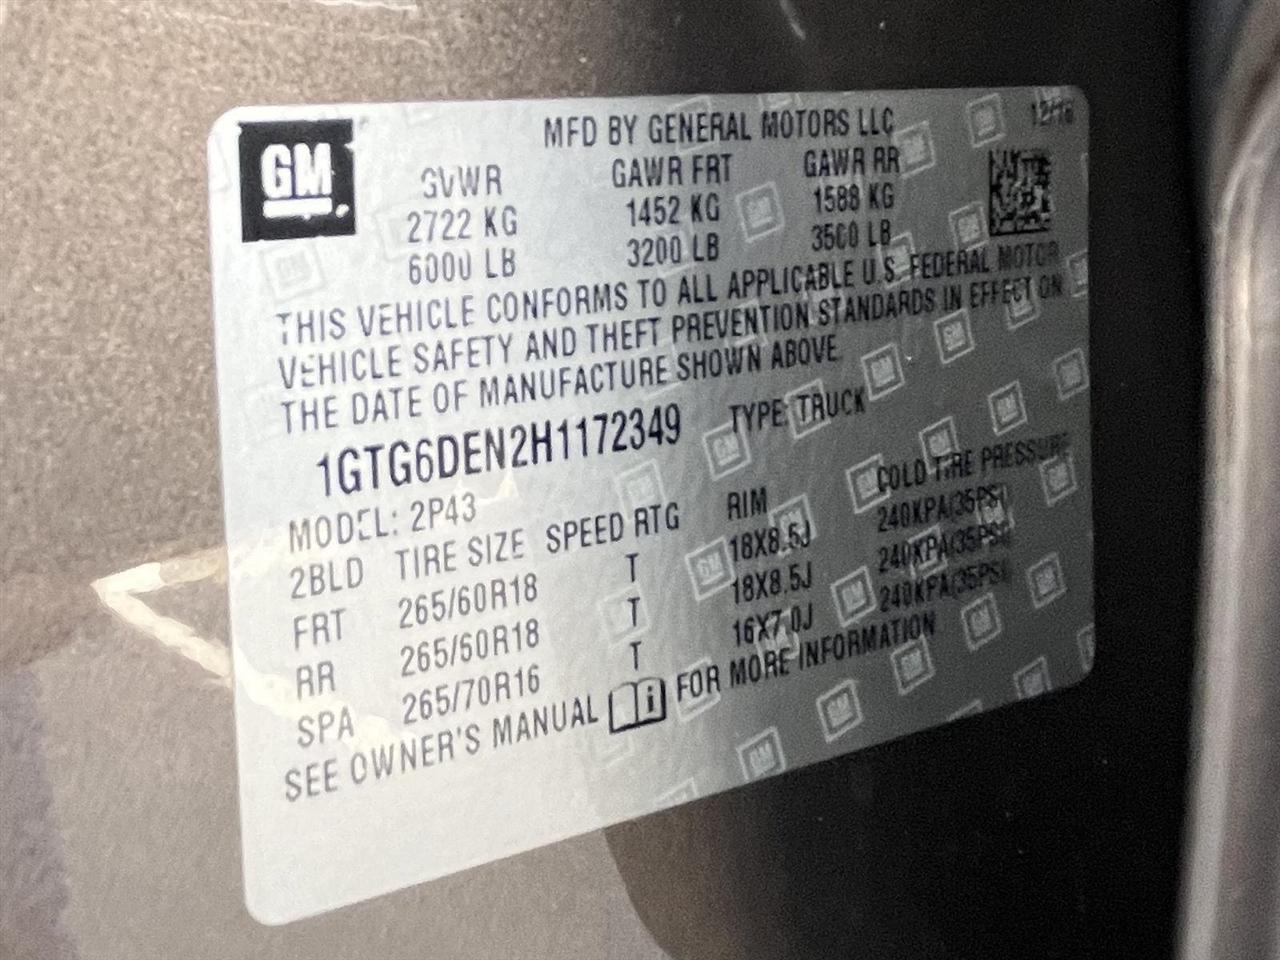 GM
MFD BY GENERAL MOTORS LLC 12/16
GVWR GAWR FRT GAWR RR
2722 KG 1452 KG 1588 KG
6000 LB 3200 LB 3500 LB
THIS VEHICLE CONFORMS TO ALL APPLICABLE U.S. FEDERAL MOTOR
VEHICLE SAFETY AND THEFT PREVENTION STANDARDS IN EFFECT ON
THE DATE OF MANUFACTURE SHOWN ABOVE.
1GTG6DEN2H1172349 TYPE: TRUCK
MODEL: 2P43
2BLD TIRE SIZE SPEED RTG RIM COLD TIRE PRESSURE
FRT 265/60R18 T 18X8.5J 240KPA(35PSI)
RR 265/60R18 T 18X8.5J 240KPA(35PSI)
SPA 265/70R16 T 16X7.0J 240KPA(35PSI)
SEE OWNER'S MANUAL FOR MORE INFORMATION